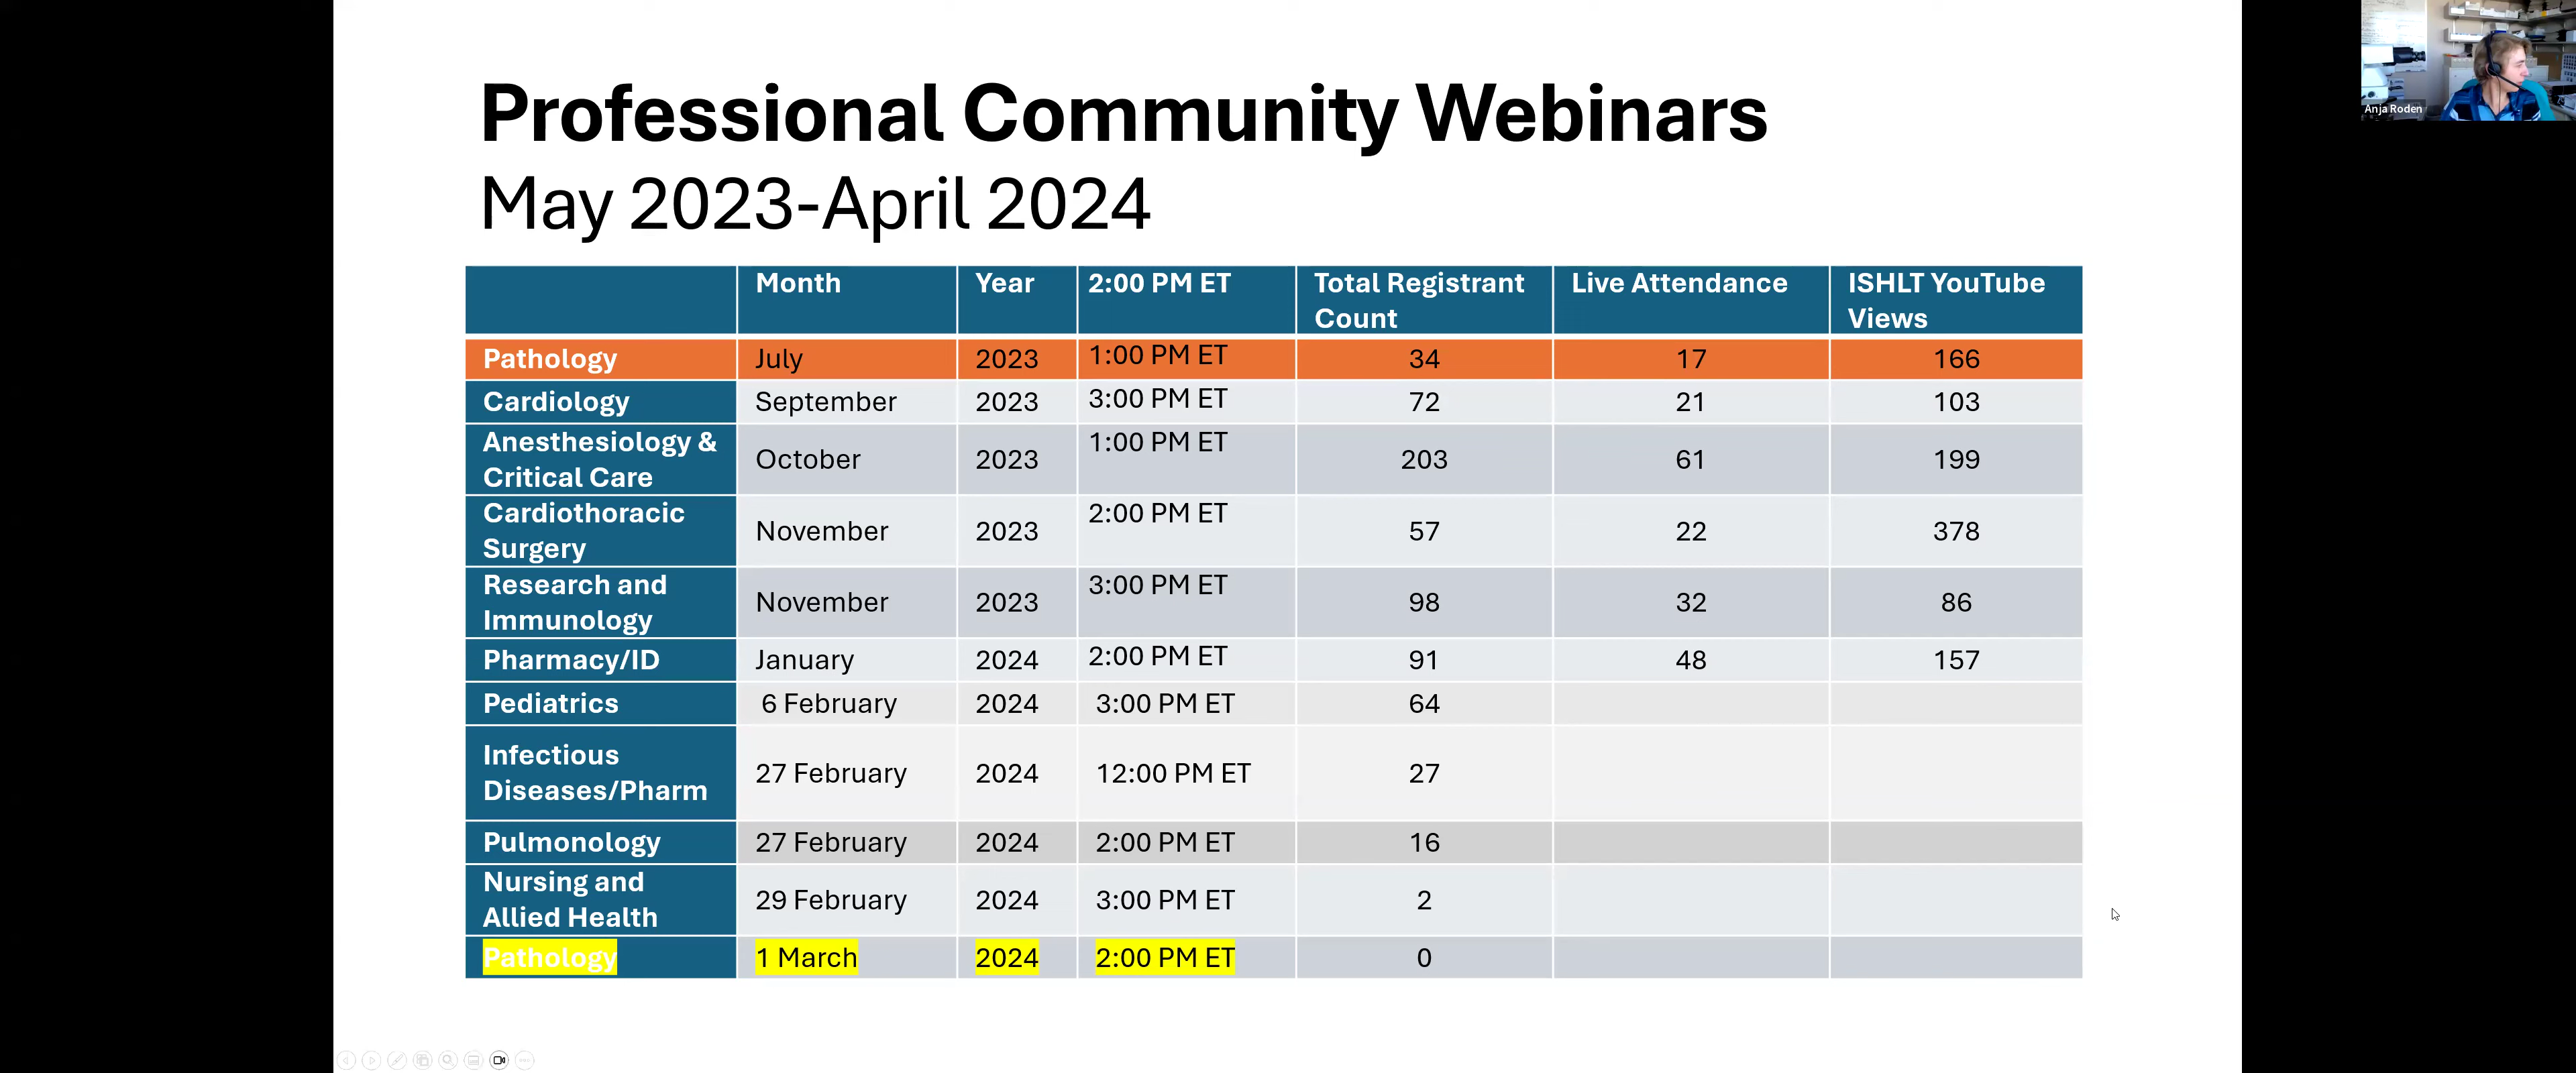 Professional Community Webinars
May 2023-April 2024
Month Year 2:00 PM ET Total Registrant Count Live Attendance ISHLT YouTube Views
Pathology July 2023 1:00 PM ET 34 17 166
Cardiology September 2023 3:00 PM ET 72 21 103
Anesthesiology & Critical Care October 2023 1:00 PM ET 203 61 199
Cardiothoracic Surgery November 2023 2:00 PM ET 57 22 378
Research and Immunology November 2023 3:00 PM ET 98 32 86
Pharmacy/ID January 2024 2:00 PM ET 91 48 157
Pediatrics 6 February 2024 3:00 PM ET 64
Infectious Diseases/Pharm 27 February 2024 12:00 PM ET 27
Pulmonology 27 February 2024 2:00 PM ET 16
Nursing and Allied Health 29 February 2024 3:00 PM ET 2
Pathology 1 March 2024 2:00 PM ET 0
Anja Roden